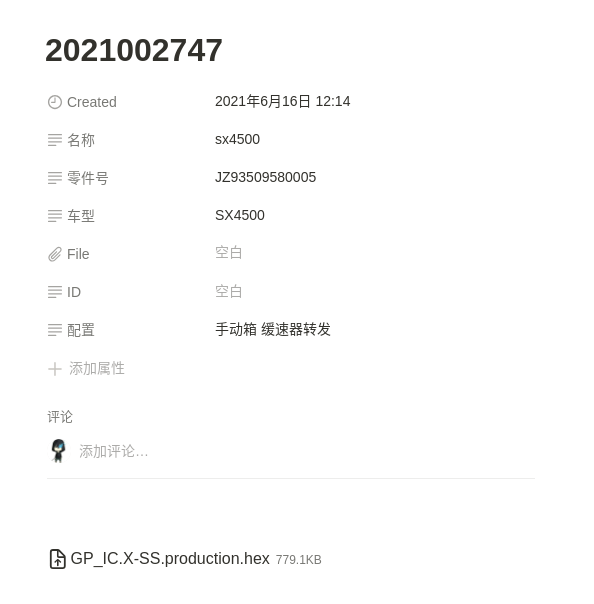 2021002747
Created 2021年6月16日 12:14
名称 sx4500
零件号 JZ93509580005
车型 SX4500
File 空白
ID 空白
配置 手动箱 缓速器转发
添加属性
评论
添加评论…
GP_IC.X-SS.production.hex 779.1KB